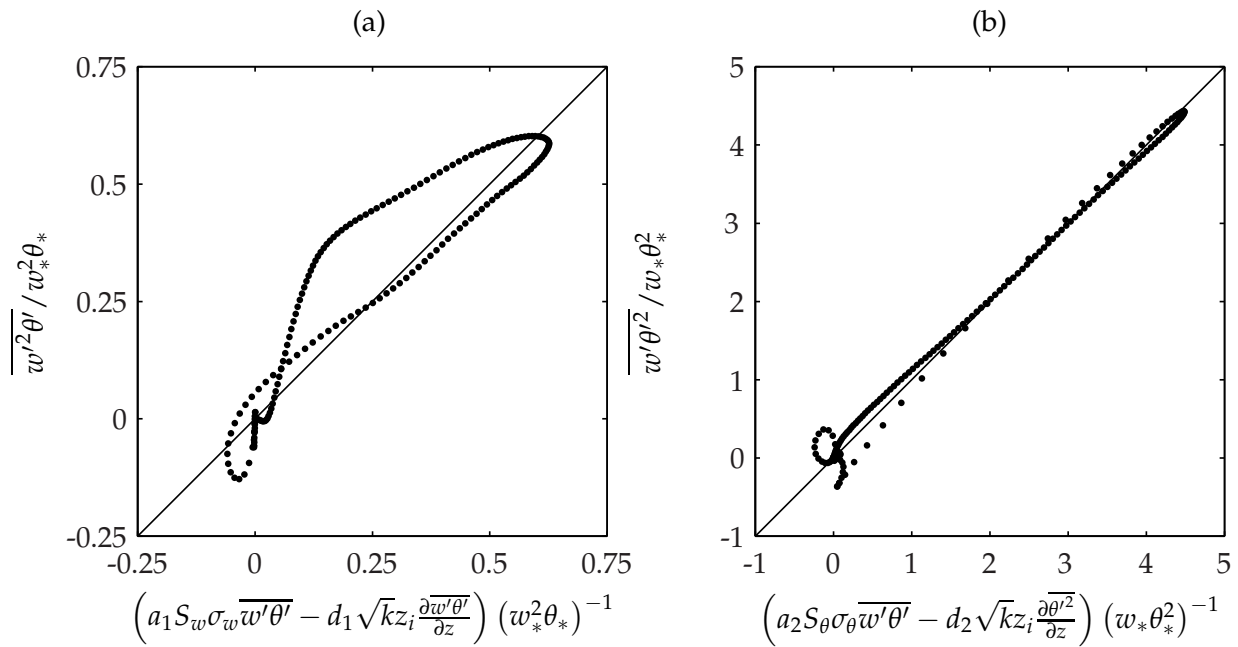 (a)
0.75
0.5
0.25
0
-0.25
-0.25 0 0.25 0.5 0.75
$\overline{w'^2\theta'} / w_*^2\theta_*$
$\left(a_1 S_w \sigma_w \overline{w'\theta'} - d_1 \sqrt{k} z_i \frac{\partial \overline{w'\theta'}}{\partial z}\right) \left(w_*^2\theta_*\right)^{-1}$
(b)
5
4
3
2
1
0
-1
-1 0 1 2 3 4 5
$\overline{w'\theta'^2} / w_*\theta_*^2$
$\left(a_2 S_\theta \sigma_\theta \overline{w'\theta'} - d_2 \sqrt{k} z_i \frac{\partial \overline{\theta'^2}}{\partial z}\right) \left(w_*\theta_*^2\right)^{-1}$